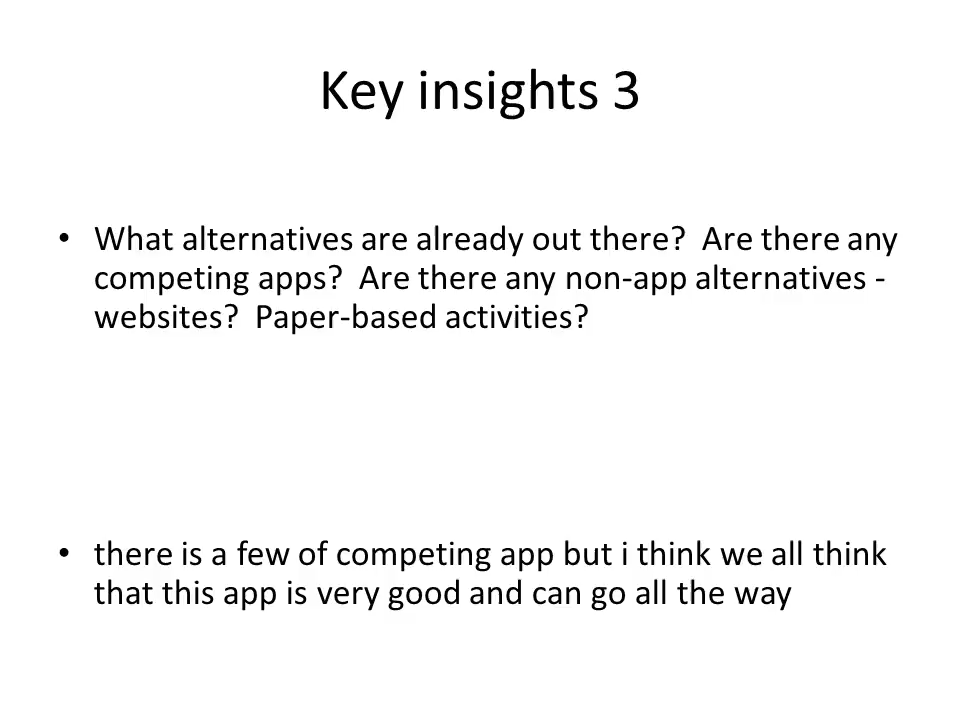 Key insights 3
• What alternatives are already out there?  Are there any
competing apps?  Are there any non-app alternatives -
websites?  Paper-based activities?
• there is a few of competing app but i think we all think
that this app is very good and can go all the way